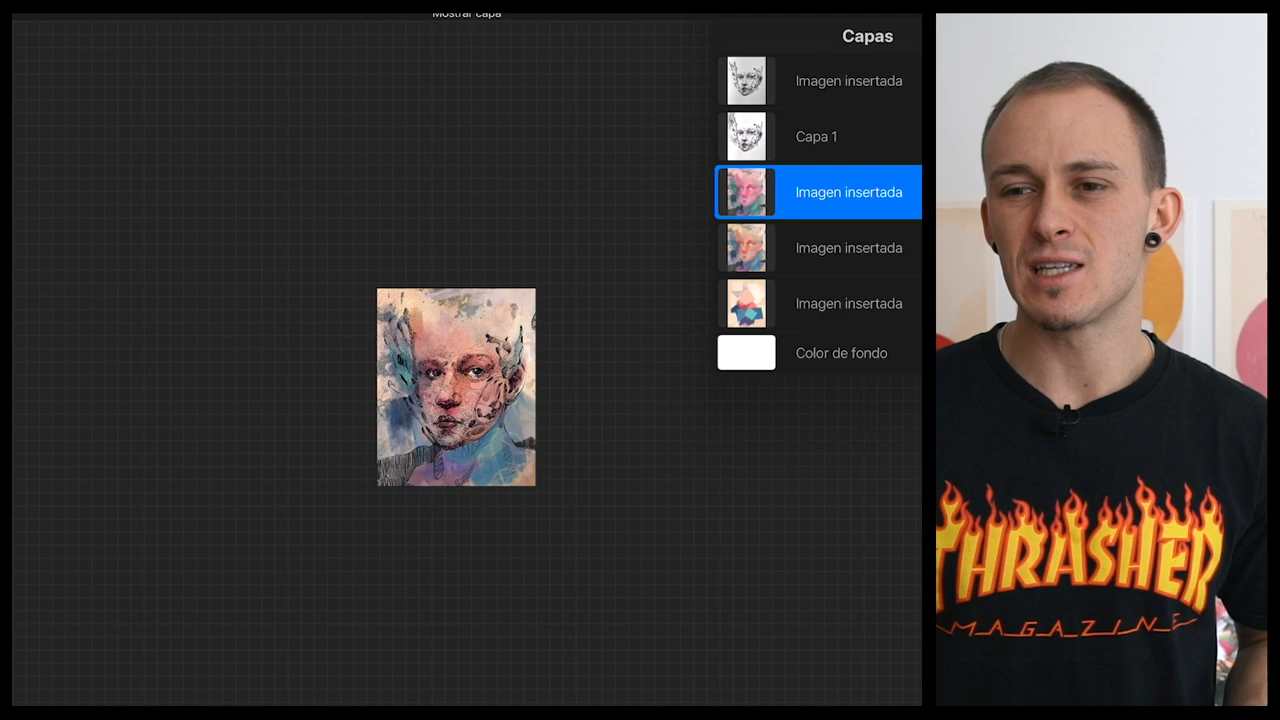 Mostrar capa
Capas
Imagen insertada
Capa 1
Imagen insertada
Imagen insertada
Imagen insertada
Color de fondo
THRASHER
MAGAZINE